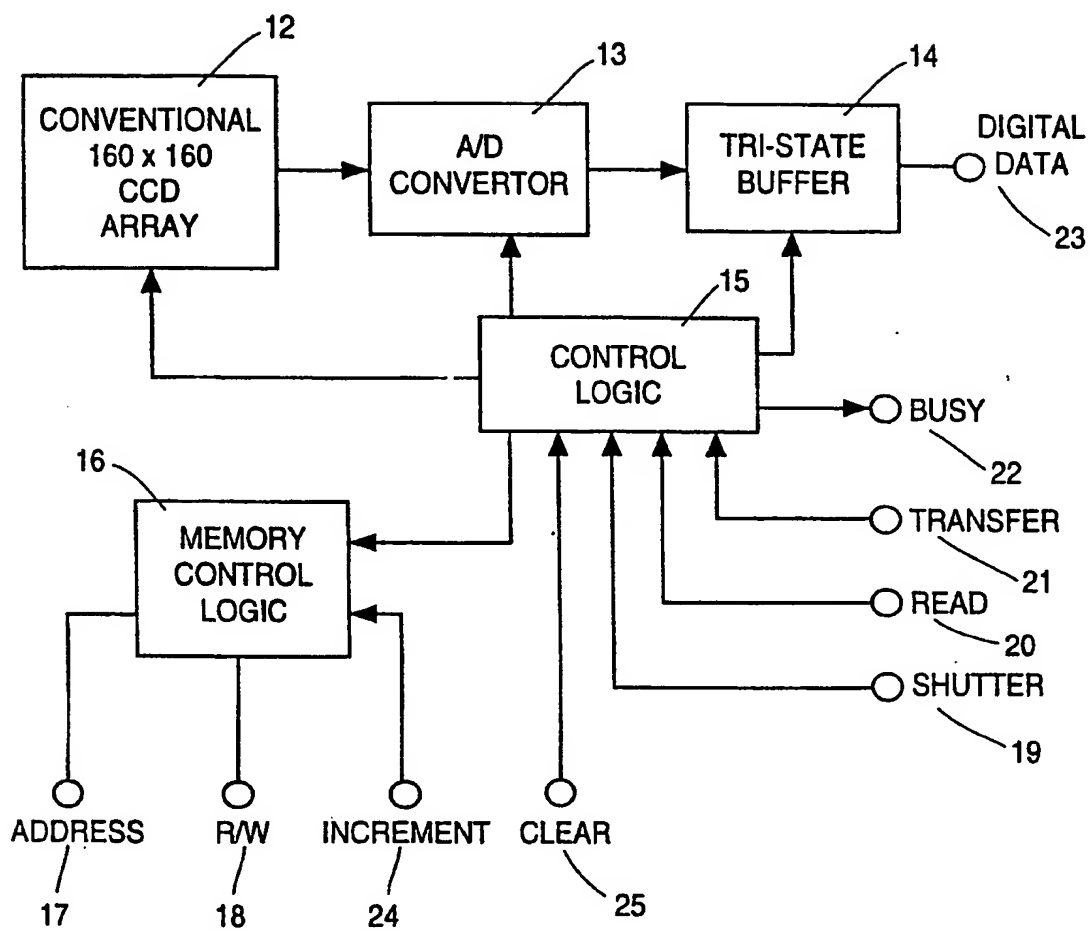 12
13
14
CONVENTIONAL
160 x 160
CCD
ARRAY
A/D
CONVERTOR
TRI-STATE
BUFFER
DIGITAL
DATA
23
15
CONTROL
LOGIC
BUSY
22
16
MEMORY
CONTROL
LOGIC
TRANSFER
21
READ
20
SHUTTER
19
ADDRESS
R/W
INCREMENT
CLEAR
17
18
24
25